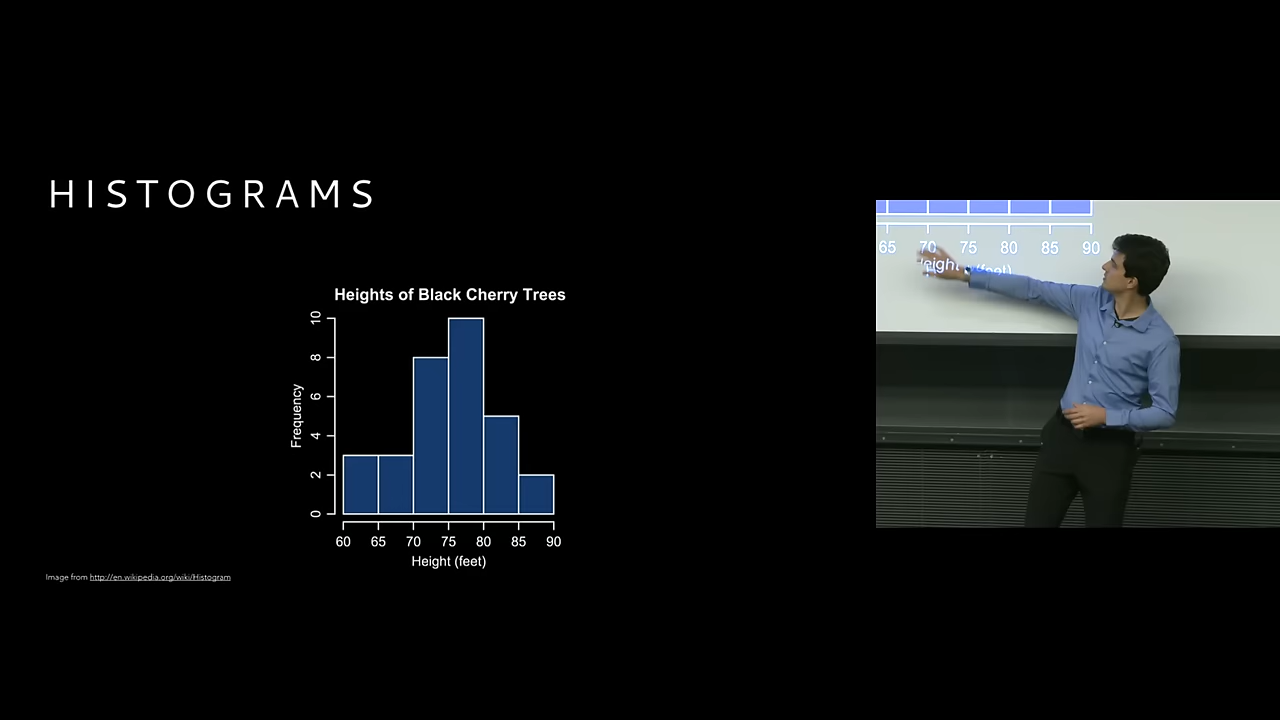 HISTOGRAMS
Heights of Black Cherry Trees
10
8
6
4
2
0
Frequency
60 65 70 75 80 85 90
Height (feet)
Image from http://en.wikipedia.org/wiki/Histogram
65 70 75 80 85 90
(feet)